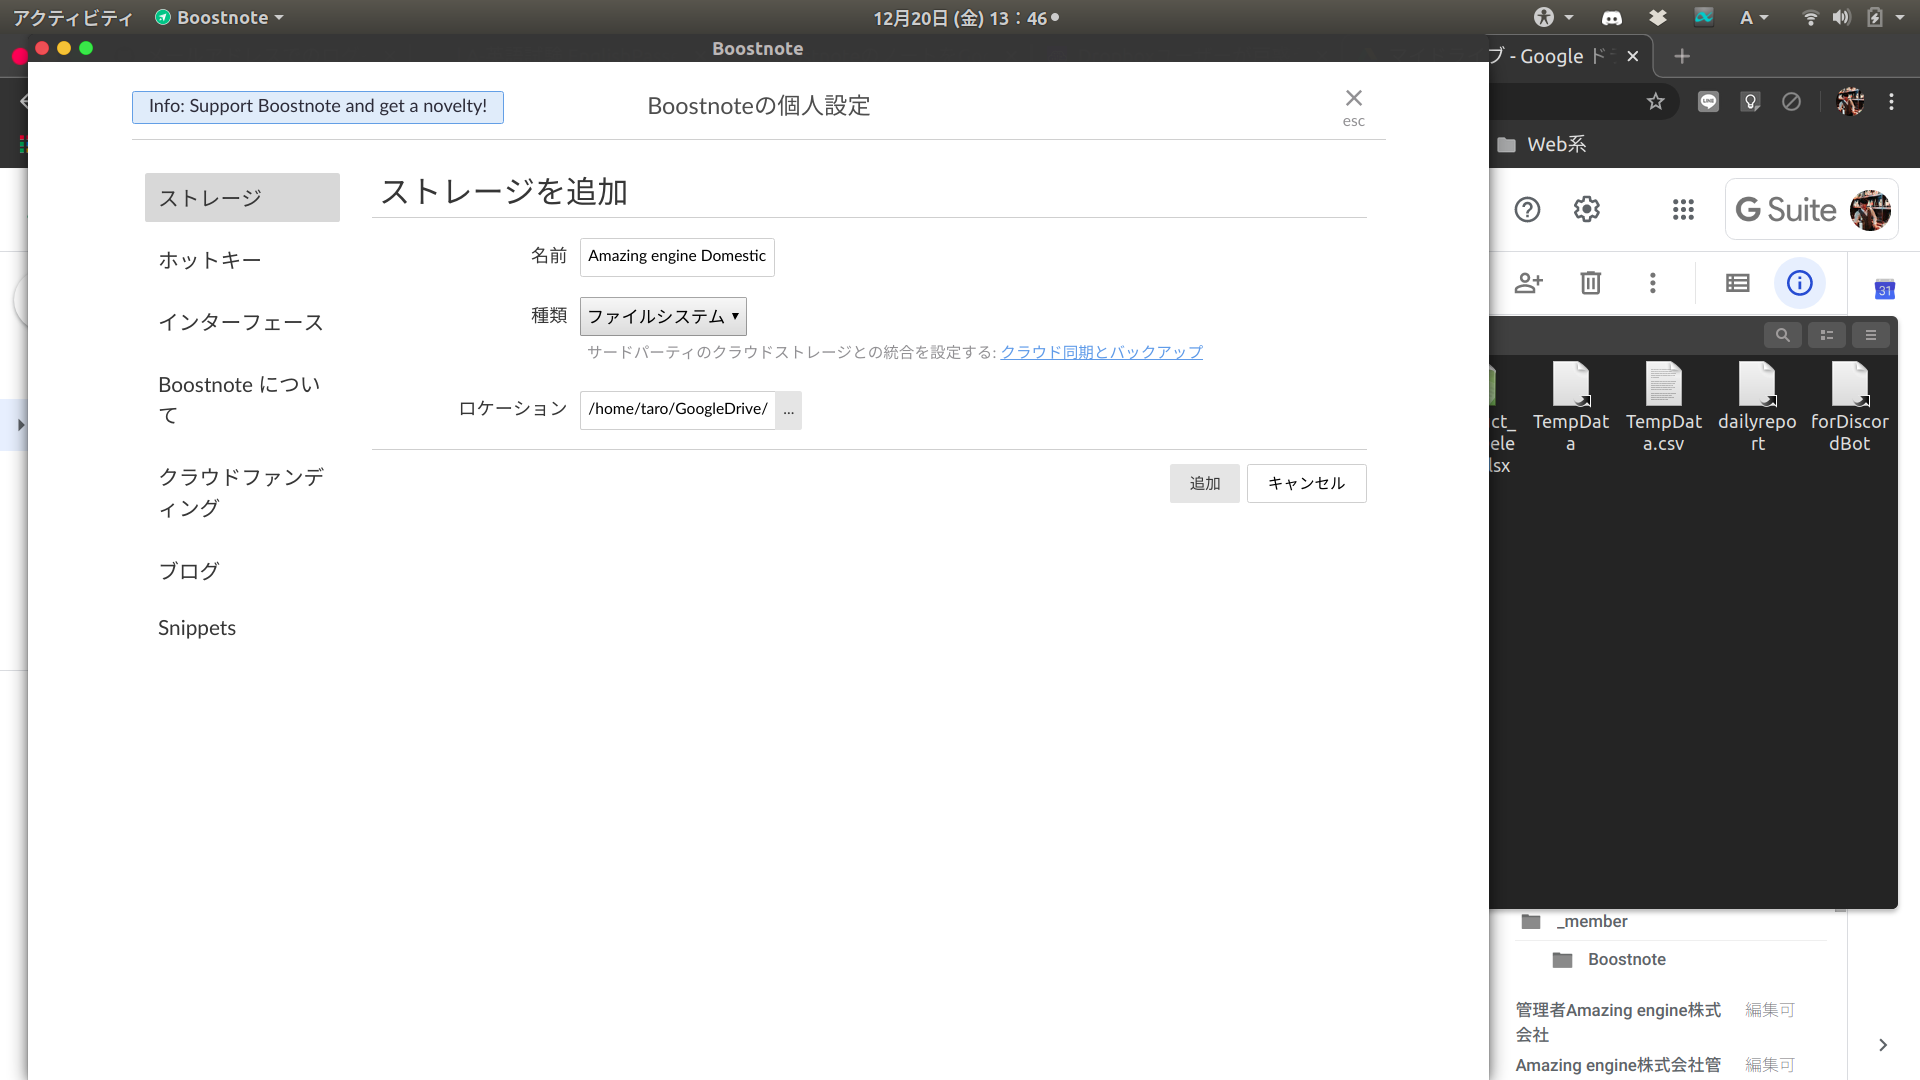 アクティビティ
Boostnote
12月20日 (金) 13：46
A
Boostnote
ブ - Google ド
Web系
Info: Support Boostnote and get a novelty!
Boostnoteの個人設定
esc
ストレージ
ホットキー
インターフェース
Boostnote につい
て
クラウドファンデ
ィング
ブログ
Snippets
ストレージを追加
名前
Amazing engine Domestic
種類
ファイルシステム
サードパーティのクラウドストレージとの統合を設定する: クラウド同期とバックアップ
ロケーション
/home/taro/GoogleDrive/
...
追加
キャンセル
G Suite
31
ct_
ele
lsx
TempDat
a
TempDat
a.csv
dailyrepo
rt
forDiscor
dBot
_member
Boostnote
管理者Amazing engine株式
会社
編集可
Amazing engine株式会社管
編集可